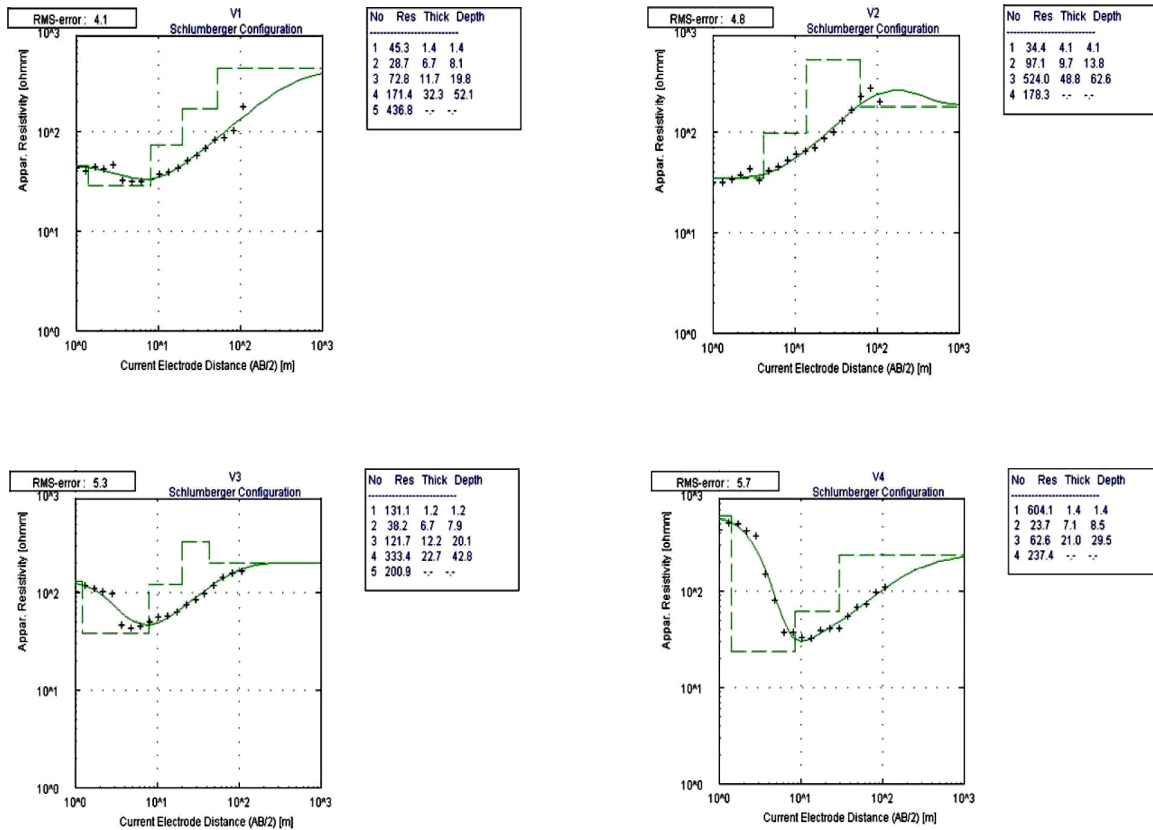 RMS-error : 4.1
V1
Schlumberger Configuration
10^3
10^2
10^1
10^0
Appar. Resistivity [ohmm]
10^0 10^1 10^2 10^3
Current Electrode Distance (AB/2) [m]
No Res Thick Depth
1 45.3 1.4 1.4
2 28.7 6.7 8.1
3 72.8 11.7 19.8
4 171.4 32.3 52.1
5 436.8 -.- -.-
RMS-error : 4.8
V2
Schlumberger Configuration
10^3
10^2
10^1
10^0
Appar. Resistivity [ohmm]
10^0 10^1 10^2 10^3
Current Electrode Distance (AB/2) [m]
No Res Thick Depth
1 34.4 4.1 4.1
2 97.1 9.7 13.8
3 524.0 48.8 62.6
4 178.3 -.- -.-
RMS-error : 5.3
V3
Schlumberger Configuration
10^3
10^2
10^1
10^0
Appar. Resistivity [ohmm]
10^0 10^1 10^2 10^3
Current Electrode Distance (AB/2) [m]
No Res Thick Depth
1 131.1 1.2 1.2
2 38.2 6.7 7.9
3 121.7 12.2 20.1
4 333.4 22.7 42.8
5 200.9 -.- -.-
RMS-error : 5.7
V4
Schlumberger Configuration
10^3
10^2
10^1
10^0
Appar. Resistivity [ohmm]
10^0 10^1 10^2 10^3
Current Electrode Distance (AB/2) [m]
No Res Thick Depth
1 604.1 1.4 1.4
2 23.7 7.1 8.5
3 62.6 21.0 29.5
4 237.4 -.- -.-